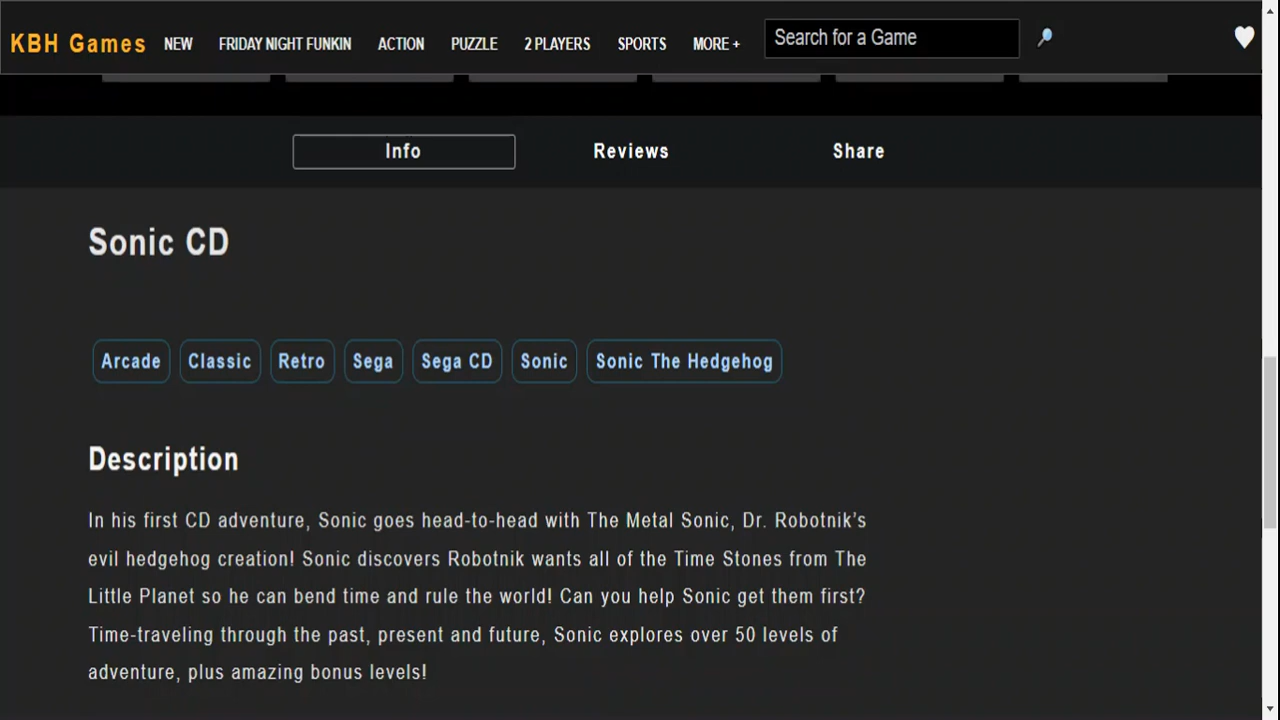 KBH Games NEW FRIDAY NIGHT FUNKIN ACTION PUZZLE 2 PLAYERS SPORTS MORE + Search for a Game
Info Reviews Share
Sonic CD
Arcade Classic Retro Sega Sega CD Sonic Sonic The Hedgehog
Description
In his first CD adventure, Sonic goes head-to-head with The Metal Sonic, Dr. Robotnik’s
evil hedgehog creation! Sonic discovers Robotnik wants all of the Time Stones from The
Little Planet so he can bend time and rule the world! Can you help Sonic get them first?
Time-traveling through the past, present and future, Sonic explores over 50 levels of
adventure, plus amazing bonus levels!